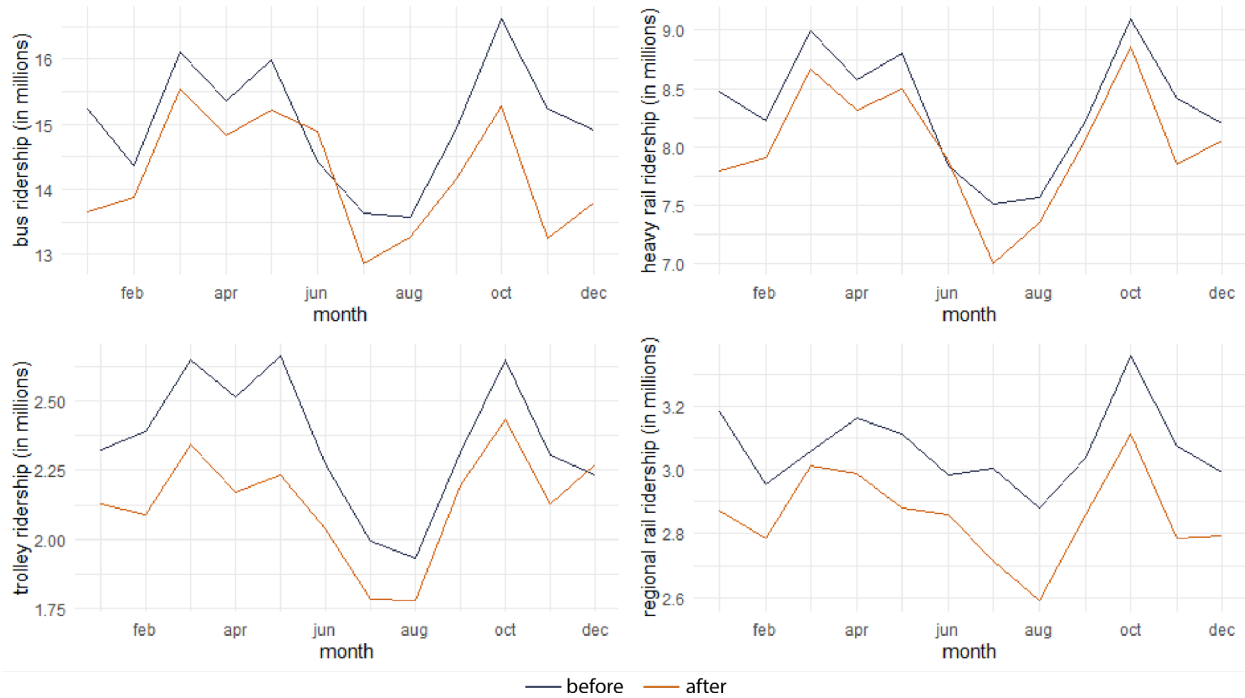 bus ridership (in millions)
16
15
14
13
feb apr jun aug oct dec
month
heavy rail ridership (in millions)
9.0
8.5
8.0
7.5
7.0
feb apr jun aug oct dec
month
trolley ridership (in millions)
2.50
2.25
2.00
1.75
feb apr jun aug oct dec
month
regional rail ridership (in millions)
3.2
3.0
2.8
2.6
feb apr jun aug oct dec
month
before after